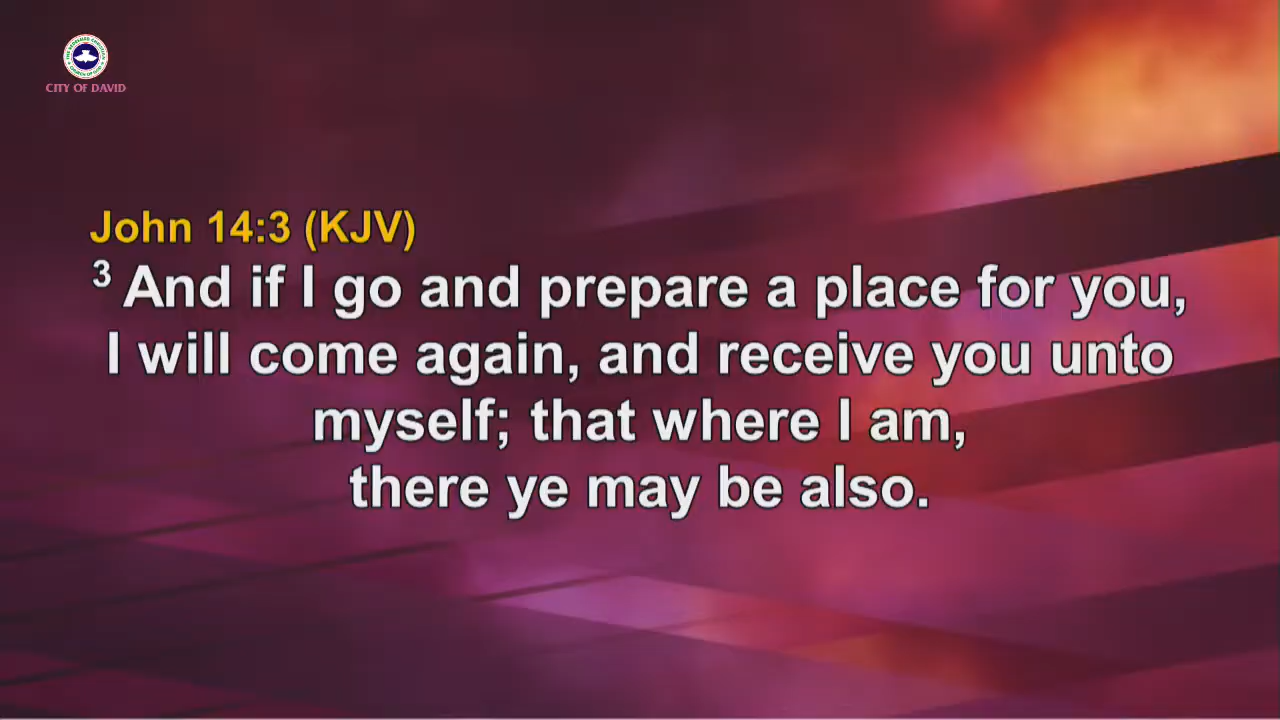 CITY OF DAVID
John 14:3 (KJV)
3 And if I go and prepare a place for you,
I will come again, and receive you unto
myself; that where I am,
there ye may be also.